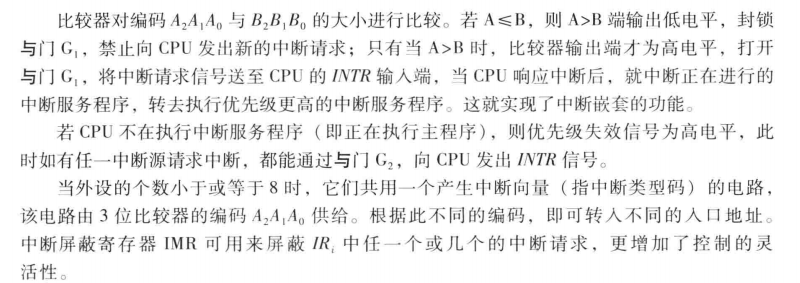 比较器对编码 A₂A₁A₀ 与 B₂B₁B₀ 的大小进行比较。若 A≤B，则 A>B 端输出低电平，封锁
与门 G₁，禁止向 CPU 发出新的中断请求；只有当 A>B 时，比较器输出端才为高电平，打开
与门 G₁，将中断请求信号送至 CPU 的 INTR 输入端，当 CPU 响应中断后，就中断正在进行的
中断服务程序，转去执行优先级更高的中断服务程序。这就实现了中断嵌套的功能。
若 CPU 不在执行中断服务程序（即正在执行主程序），则优先级失效信号为高电平，此
时如有任一中断源请求中断，都能通过与门 G₂，向 CPU 发出 INTR 信号。
当外设的个数小于或等于 8 时，它们共用一个产生中断向量（指中断类型码）的电路，
该电路由 3 位比较器的编码 A₂A₁A₀ 供给。根据此不同的编码，即可转入不同的入口地址。
中断屏蔽寄存器 IMR 可用来屏蔽 IRᵢ 中任一个或几个的中断请求，更增加了控制的灵
活性。